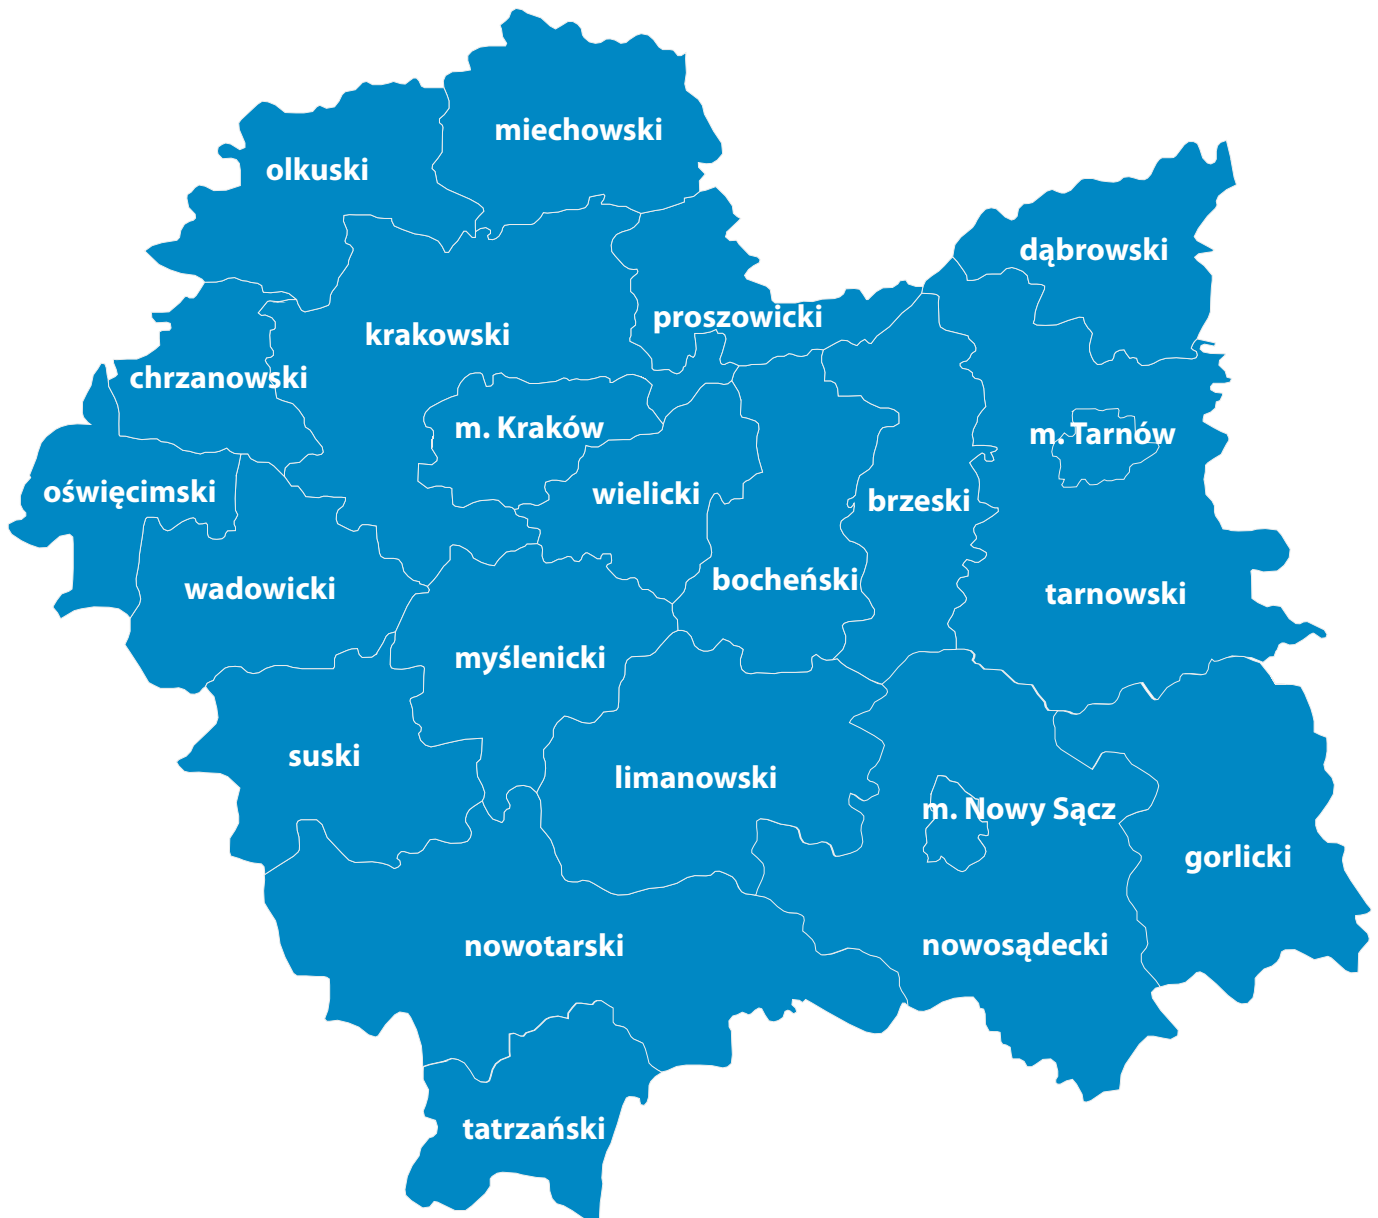 miechowski
olkuski
dąbrowski
proszowicki
krakowski
chrzanowski
m. Kraków
m. Tarnów
oświęcimski
wielicki
brzeski
bocheński
wadowicki
tarnowski
myślenicki
suski
limanowski
m. Nowy Sącz
gorlicki
nowotarski
nowosądecki
tatrzański